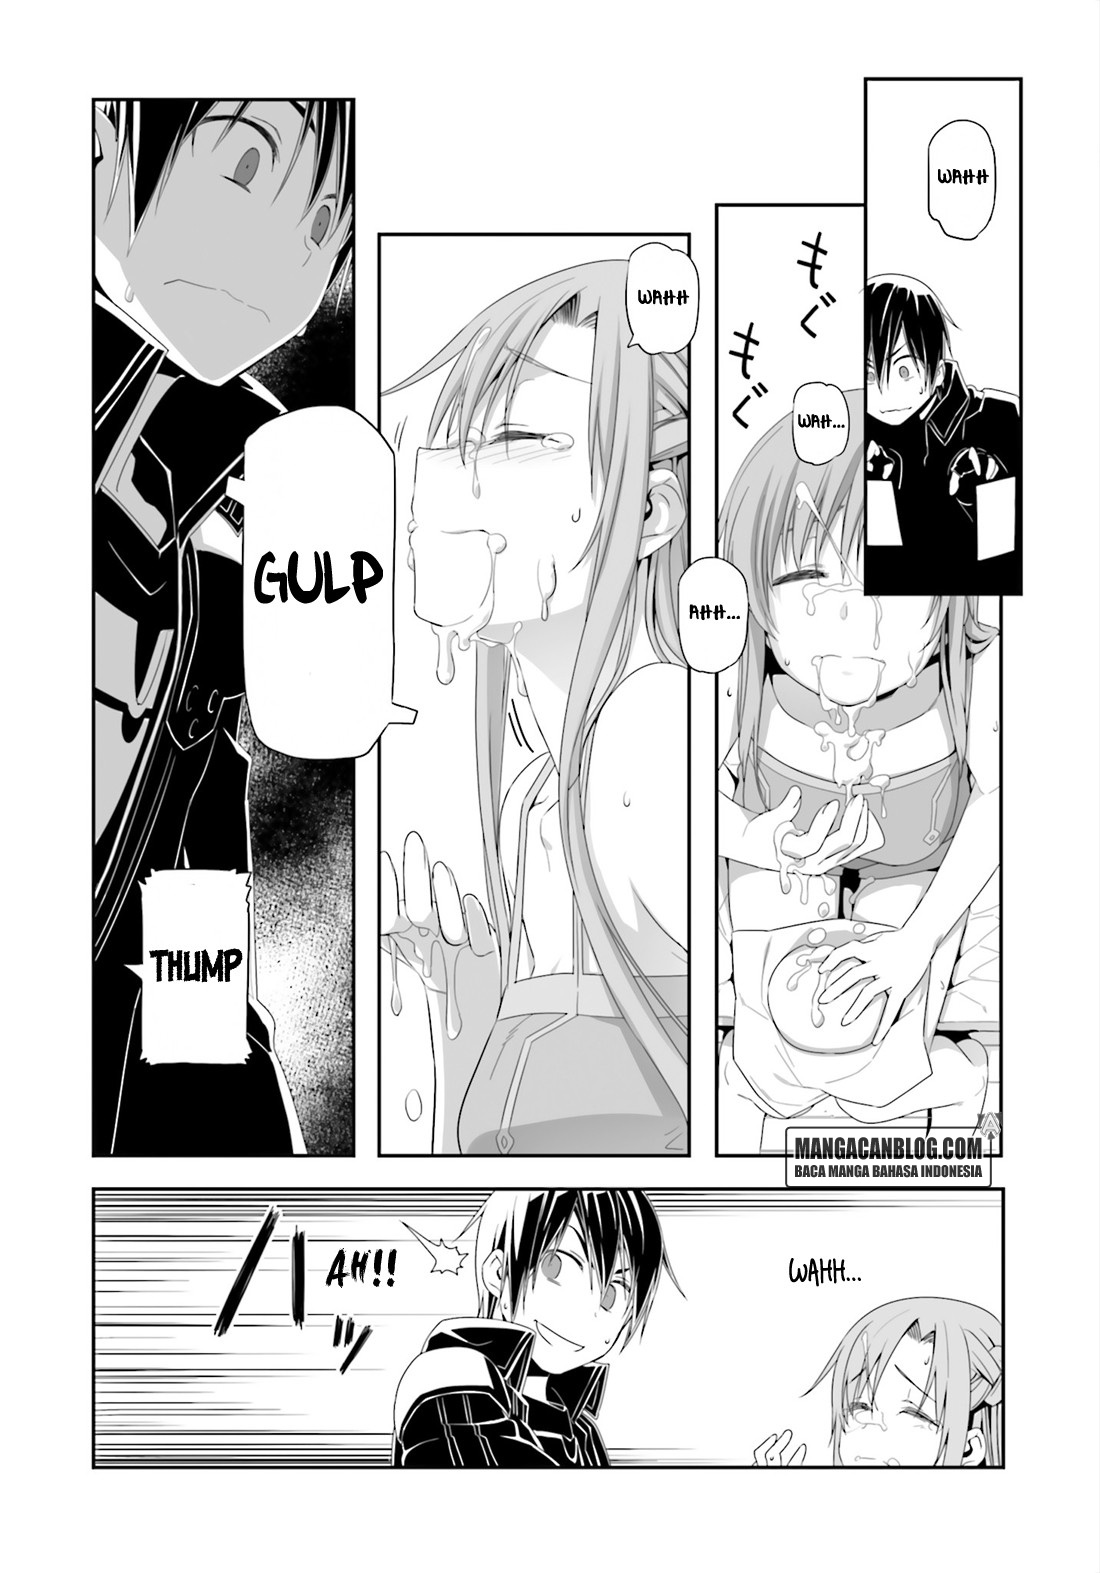 WAHH
もぐ
もぐ
WAH...
AHH...
WAHH
GULP
THUMP
MANGACANBLOG.COM
BACA MANGA BAHASA INDONESIA
WAHH...
AH!!